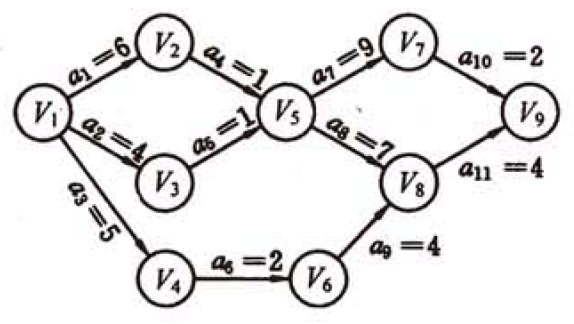 V₂
V₇
a₁=6
a₄=1
a₇=9
a₁₀=2
V₁
V₅
V₉
a₂=4
a₅=1
a₈=7
V₃
V₈
a₁₁=4
a₃=5
a₉=4
V₄
a₆=2
V₆